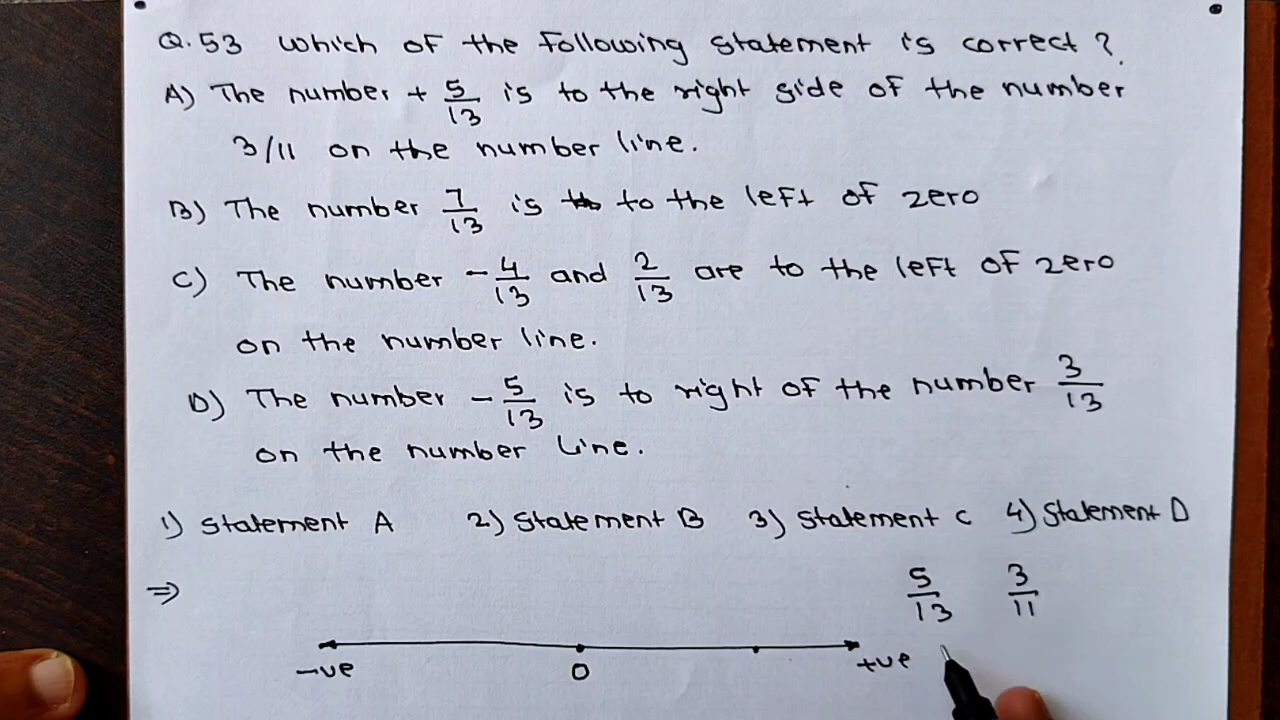 Q.53 which of the following statement is correct ?
A) The number + 5/13 is to the right side of the number
3/11 on the number line.
B) The number 7/13 is to the left of zero
C) The number - 4/13 and 2/13 are to the left of zero
on the number line.
D) The number - 5/13 is to right of the number 3/13
on the number line.
1) Statement A 2) Statement B 3) Statement C 4) Statement D
⇒ 5/13 3/11
-ve 0 +ve